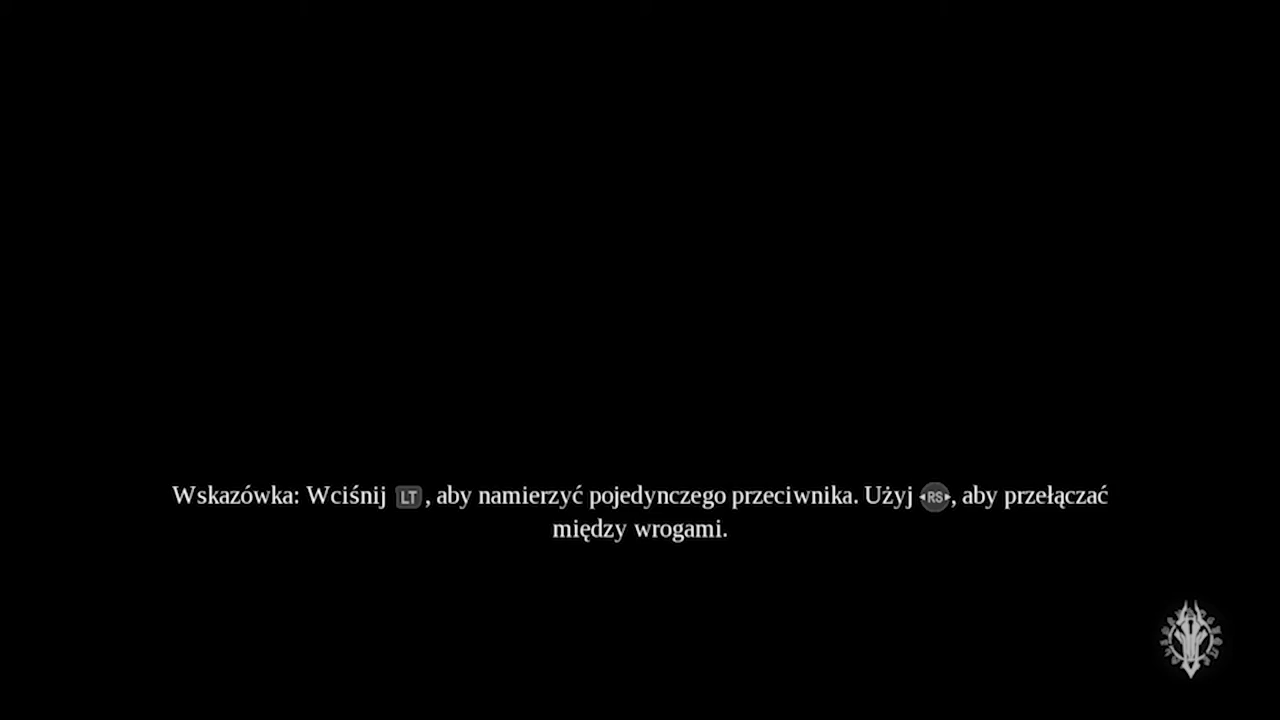 Wskazówka: Wciśnij LT, aby namierzyć pojedynczego przeciwnika. Użyj RS, aby przełączać
między wrogami.